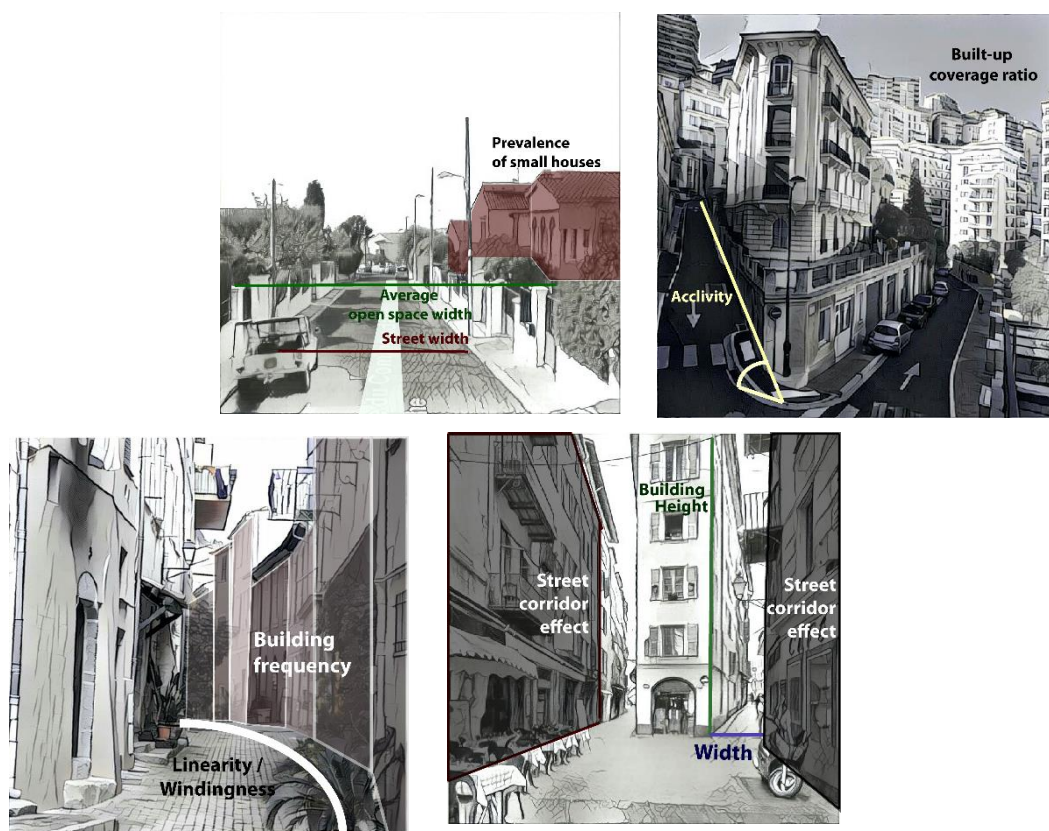 Prevalence
of small houses
Average
open space width
Street width
Built-up
coverage ratio
Acclivity
Building
frequency
Linearity /
Windingness
Building
Height
Street
corridor
effect
Street
corridor
effect
Width